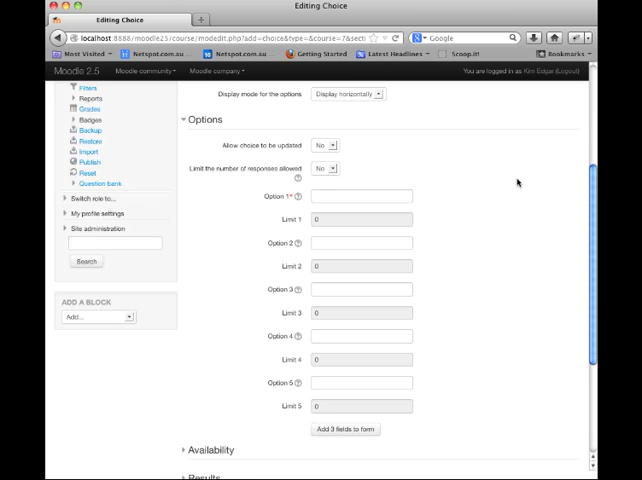 Editing Choice
Editing Choice
localhost:8888/moodle25/course/modedit.php?add=choice&type=&course=7&secti
Google
Most Visited
Netspot.com.au
Netspot.com.au
Getting Started
Latest Headlines
Scoop.it!
Bookmarks
Moodle 2.5
Moodle community
Moodle company
You are logged in as Kim Edgar (Logout)
Filters
Reports
Grades
Badges
Backup
Restore
Import
Publish
Reset
Question bank
Switch role to...
My profile settings
Site administration
Search
ADD A BLOCK
Add...
Display mode for the options
Display horizontally
Options
Allow choice to be updated
No
Limit the number of responses allowed
No
Option 1*
Limit 1
0
Option 2
Limit 2
0
Option 3
Limit 3
0
Option 4
Limit 4
0
Option 5
Limit 5
0
Add 3 fields to form
Availability
Results